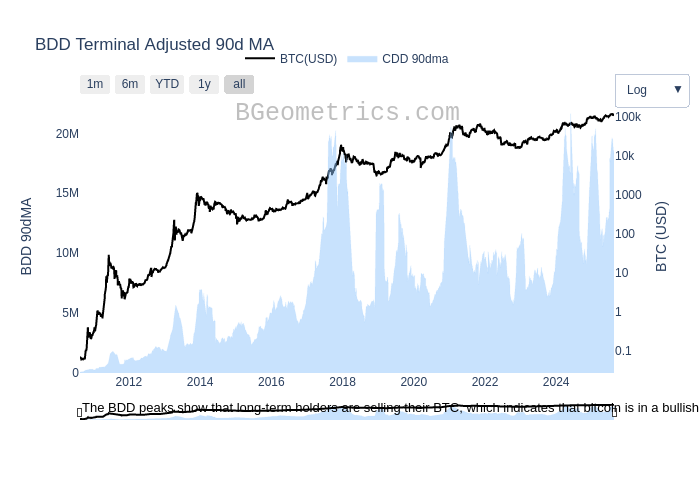 BDD Terminal Adjusted 90d MA
BTC(USD) CDD 90dma
1m 6m YTD 1y all
Log ▼
BGeometrics.com
20M
15M
10M
5M
0
BDD 90dMA
100k
10k
1000
100
10
1
0.1
BTC (USD)
2012 2014 2016 2018 2020 2022 2024
The BDD peaks show that long-term holders are selling their BTC, which indicates that bitcoin is in a bullish